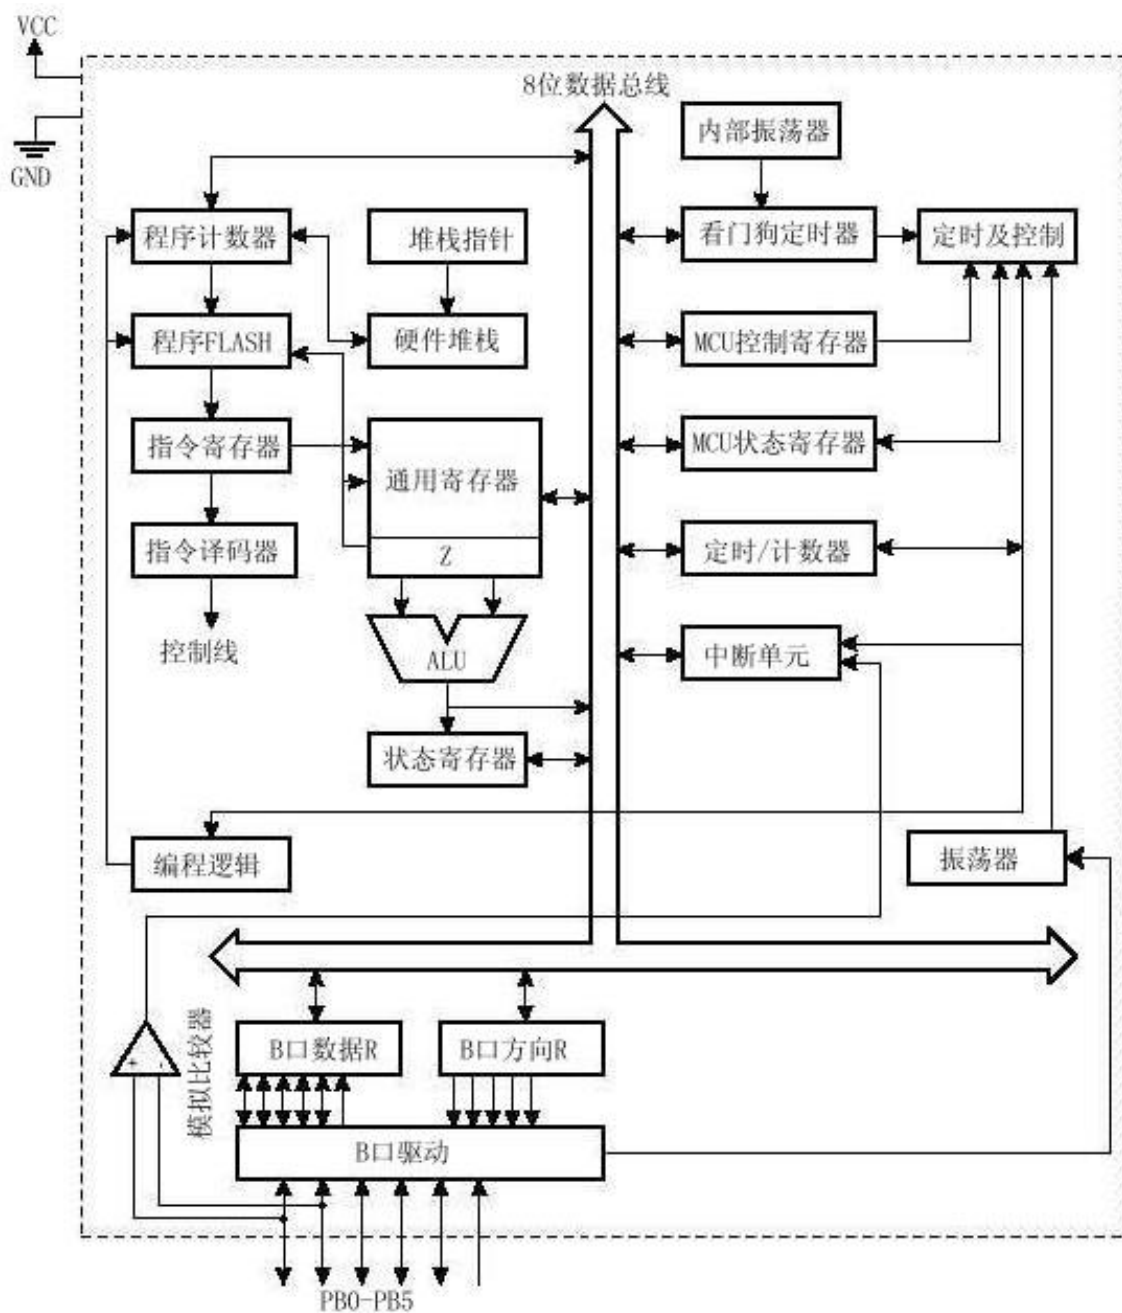 VCC
GND
8位数据总线
内部振荡器
程序计数器
堆栈指针
看门狗定时器
定时及控制
程序FLASH
硬件堆栈
MCU控制寄存器
指令寄存器
通用寄存器
MCU状态寄存器
指令译码器
Z
定时/计数器
控制线
ALU
中断单元
状态寄存器
编程逻辑
振荡器
模拟比较器
+
-
B口数据R
B口方向R
B口驱动
PB0-PB5